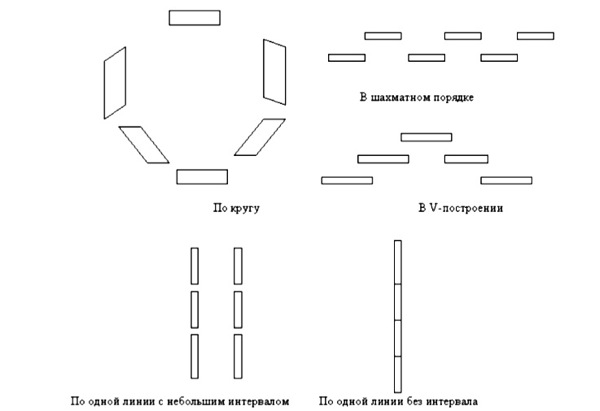 В шахматном порядке
По кругу
В V-построении
По одной линии с небольшим интервалом
По одной линии без интервала